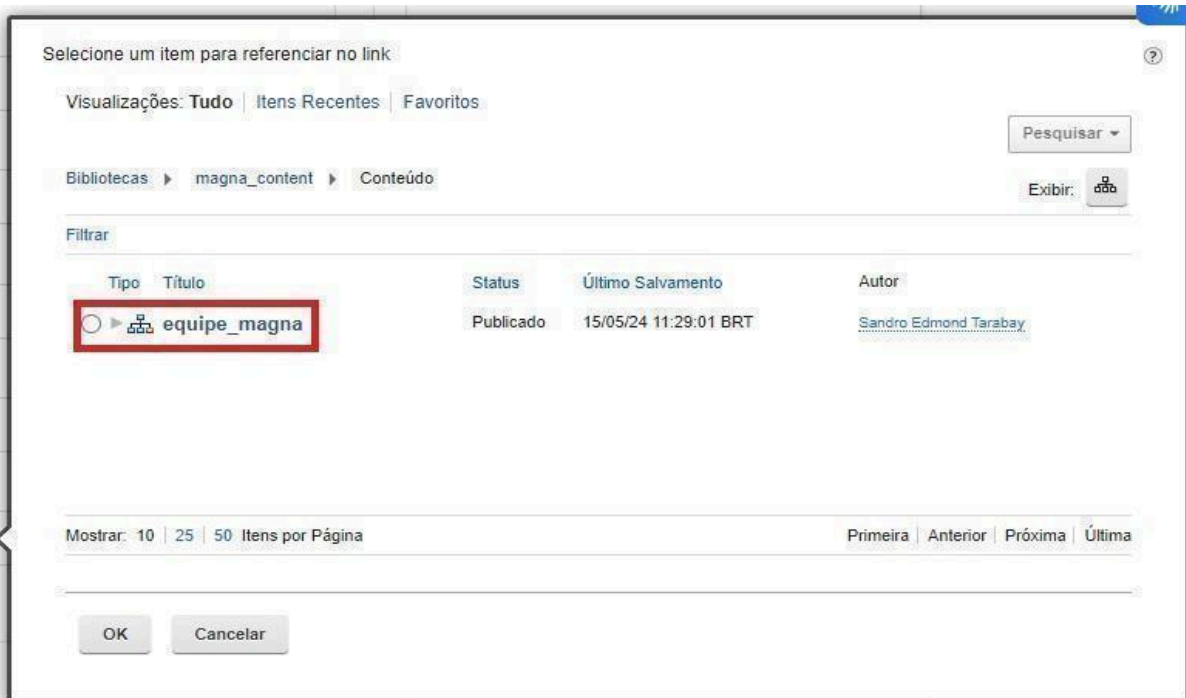 Selecione um item para referenciar no link
Visualizações: Tudo | Itens Recentes | Favoritos
Pesquisar
Bibliotecas magna_content Conteúdo
Exibir:
Filtrar
Tipo Título Status Último Salvamento Autor
equipe_magna Publicado 15/05/24 11:29:01 BRT Sandro Edmond Tarabay
Mostrar: 10 | 25 | 50 Itens por Página Primeira | Anterior | Próxima | Última
OK Cancelar